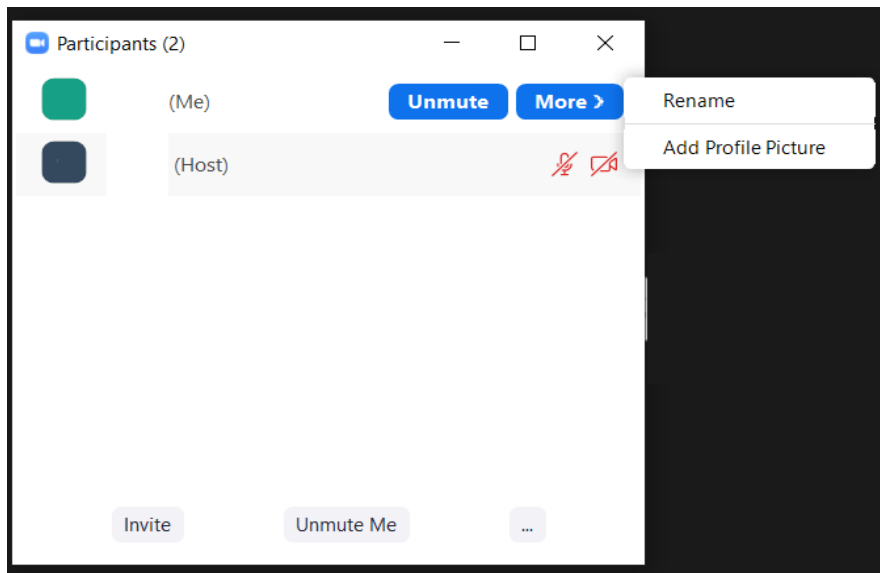 Participants (2)
(Me) Unmute More > Rename
Add Profile Picture
(Host)
Invite Unmute Me ...